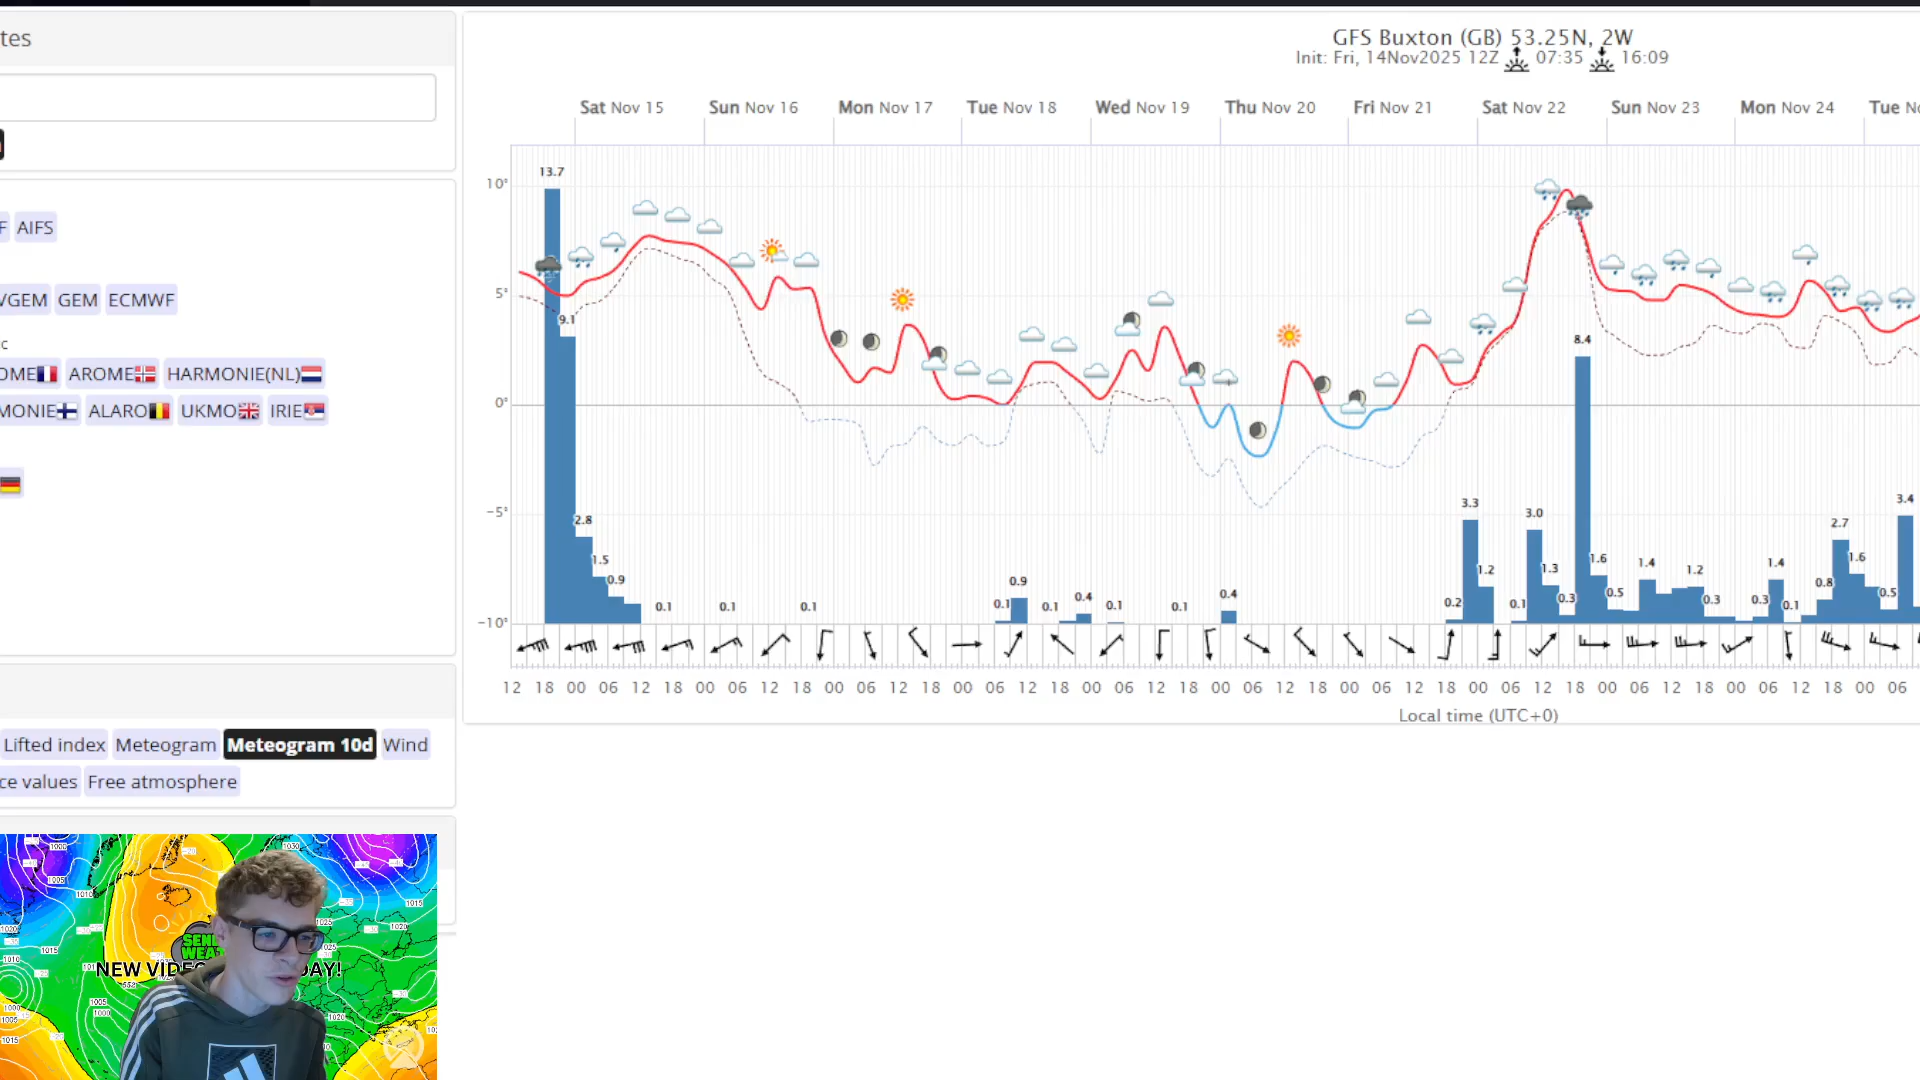 tes
GFS Buxton (GB) 53.25N, 2W
Init: Fri, 14Nov2025 12Z 07:35 16:09
Sat Nov 15 Sun Nov 16 Mon Nov 17 Tue Nov 18 Wed Nov 19 Thu Nov 20 Fri Nov 21 Sat Nov 22 Sun Nov 23 Mon Nov 24 Tue No
10°
5°
0°
-5°
-10°
13.7 9.1 2.8 1.5 0.9 0.1 0.1 0.1 0.1 0.9 0.1 0.4 0.1 0.1 0.4 0.2 3.3 1.2 0.1 3.0 1.3 0.3 8.4 1.6 0.5 1.4 1.2 0.3 0.3 1.4 0.1 0.8 2.7 1.6 0.5 3.4
12 18 00 06 12 18 00 06 12 18 00 06 12 18 00 06 12 18 00 06 12 18 00 06 12 18 00 06 12 18 00 06 12 18 00 06 12 18 00 06 12 18 00 06
Local time (UTC+0)
F AIFS
VGEM GEM ECMWF
c
OME AROME HARMONIE(NL)
MONIE ALARO UKMO IRIE
Lifted index Meteogram Meteogram 10d Wind
ce values Free atmosphere
NEW VID AY!